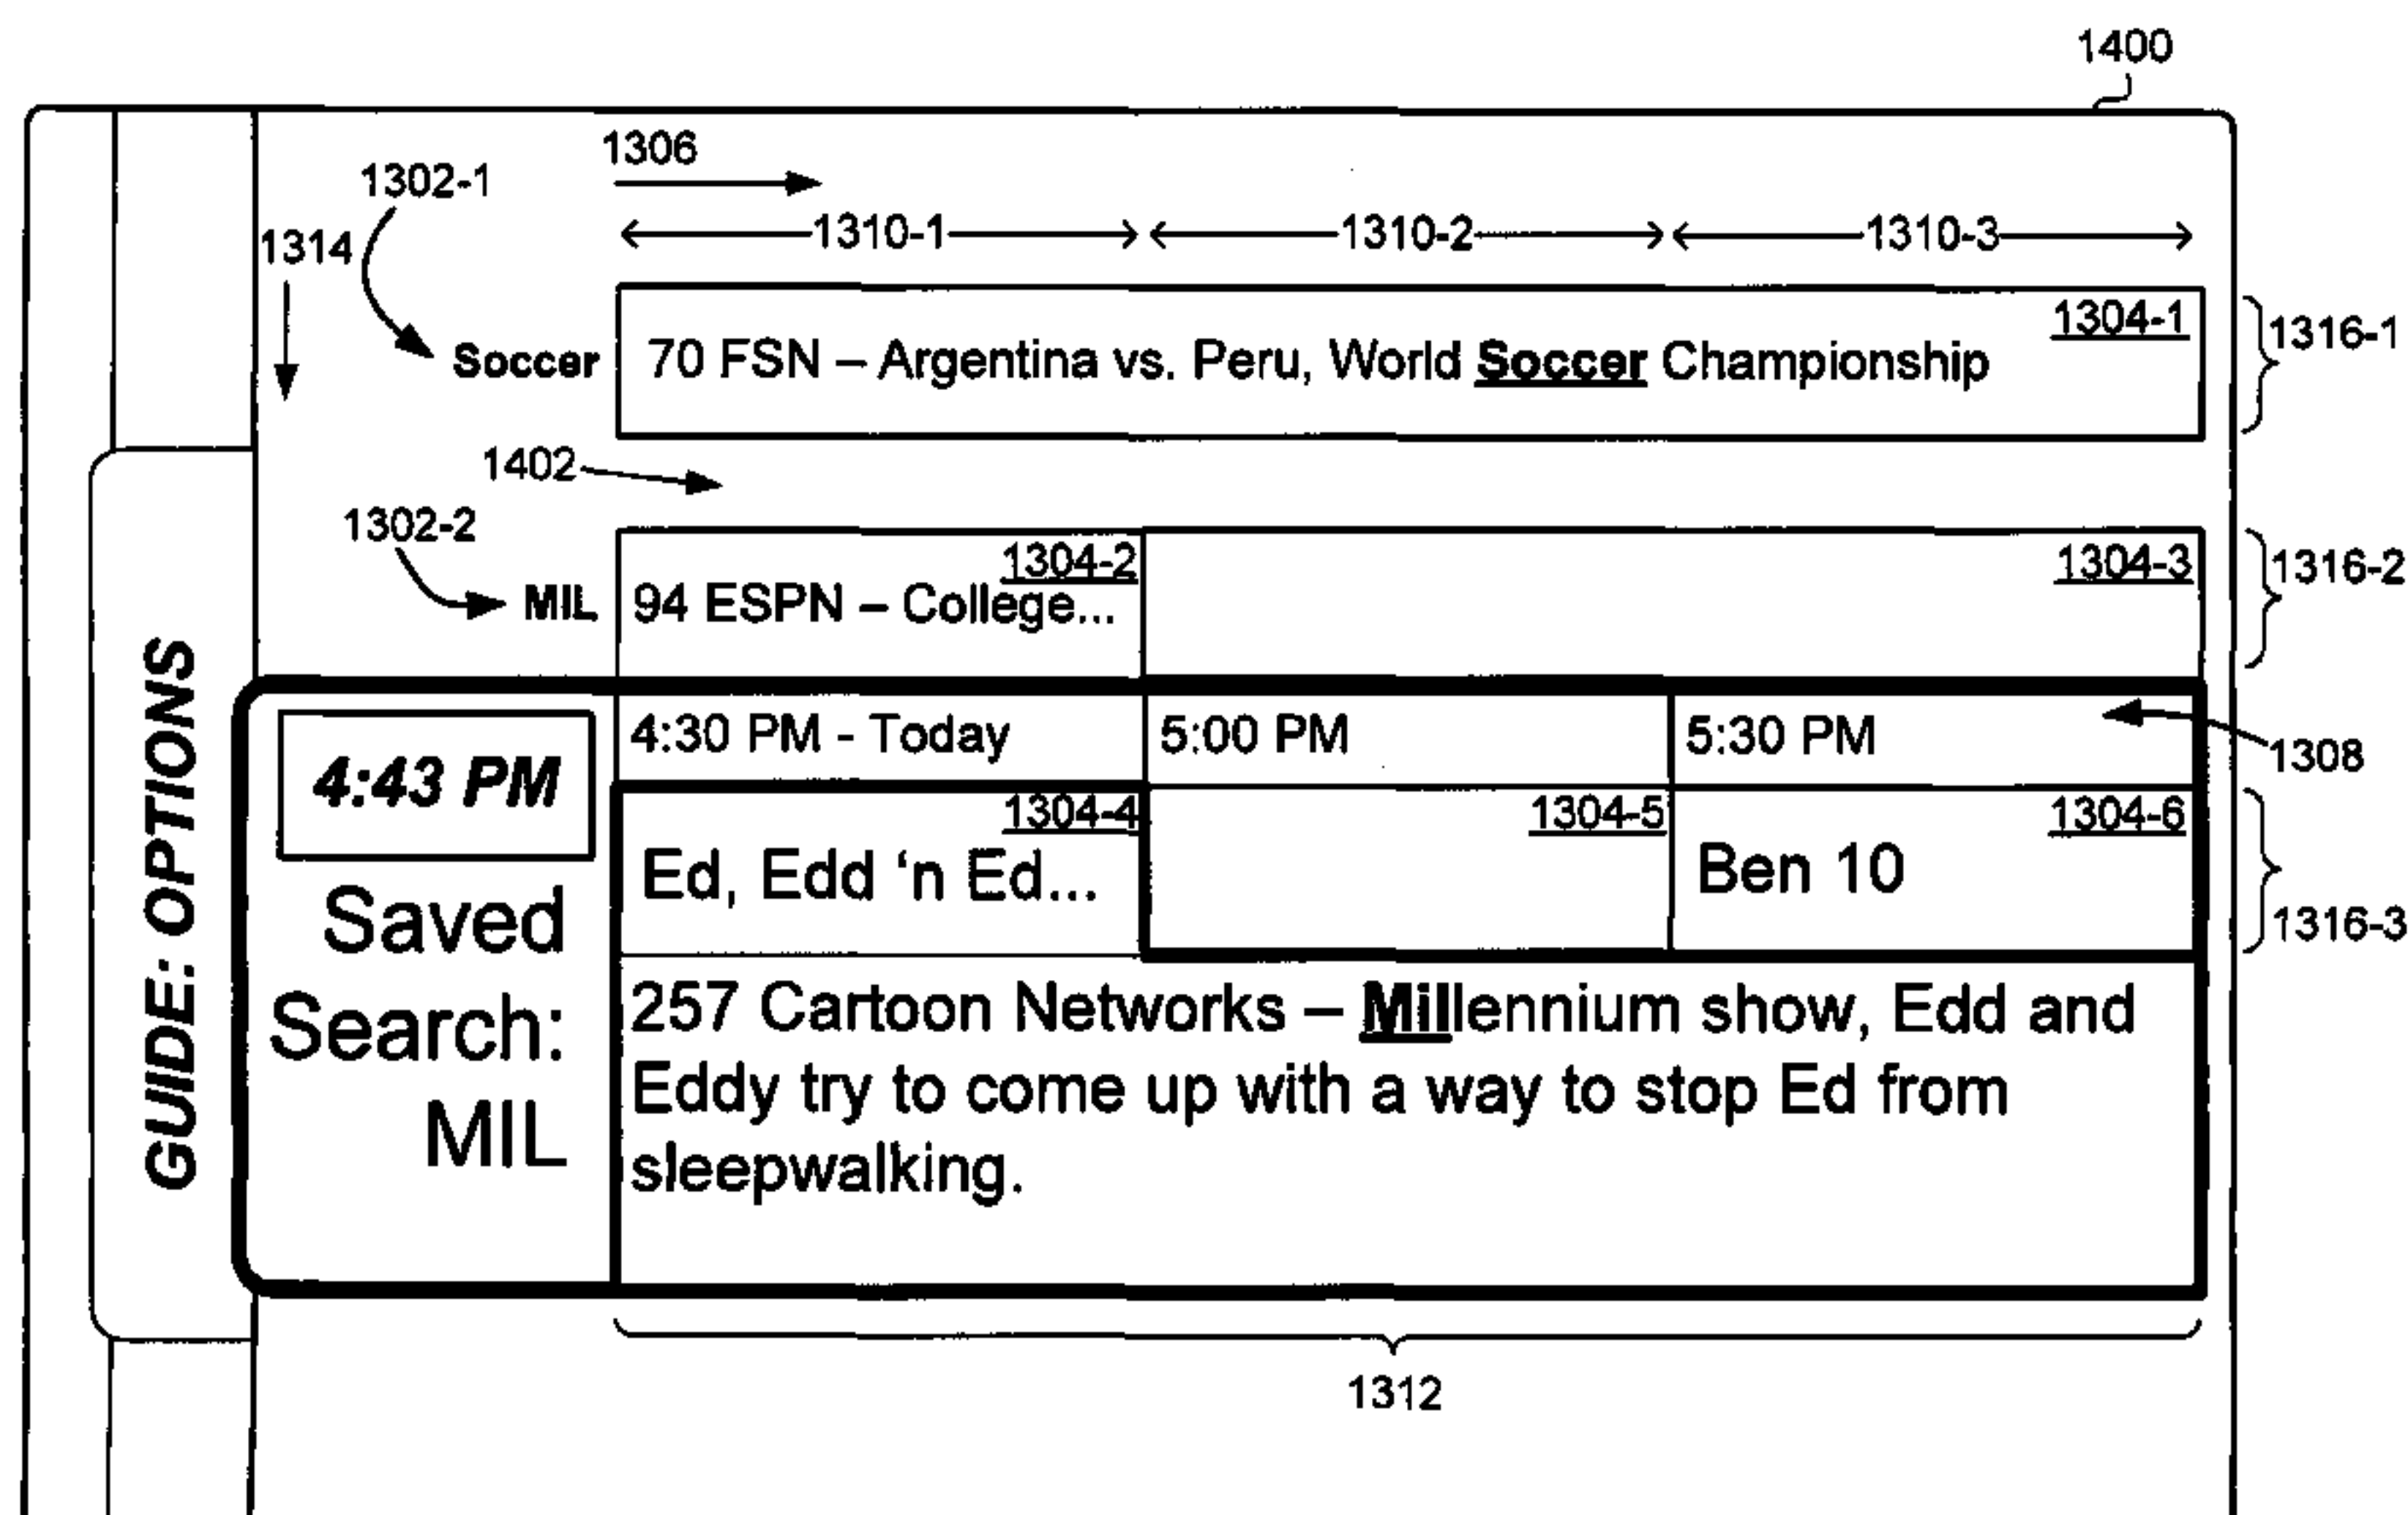 1400
1306
1302-1
1310-1 1310-2 1310-3
1314
1304-1
1316-1
Soccer 70 FSN – Argentina vs. Peru, World Soccer Championship
1402
1302-2
1304-2 1304-3
1316-2
MIL 94 ESPN – College...
GUIDE: OPTIONS
4:30 PM - Today 5:00 PM 5:30 PM
1308
4:43 PM
1304-4 1304-5 1304-6
Ed, Edd ‘n Ed... Ben 10
1316-3
Saved
Search:
MIL
257 Cartoon Networks – Millennium show, Edd and
Eddy try to come up with a way to stop Ed from
sleepwalking.
1312